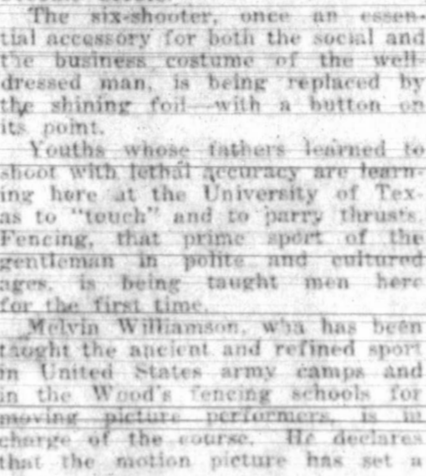 The six-shooter, once an essen-
tial accessory for both the social and
the business costume of the well-
dressed man, is being replaced by
the shining foil—with a button on
its point.
Youths whose fathers learned to
shoot with lethal accuracy are learn-
ing here at the University of Tex-
as to "touch" and to parry thrusts.
Fencing, that prime sport of the
gentleman in polite and cultured
ages, is being taught men here
for the first time.
Melvin Williamson, who has been
taught the ancient and refined sport
in United States army camps and
in the Wood's fencing schools for
moving picture performers, is in
charge of the course. He declares
that the motion picture has set a